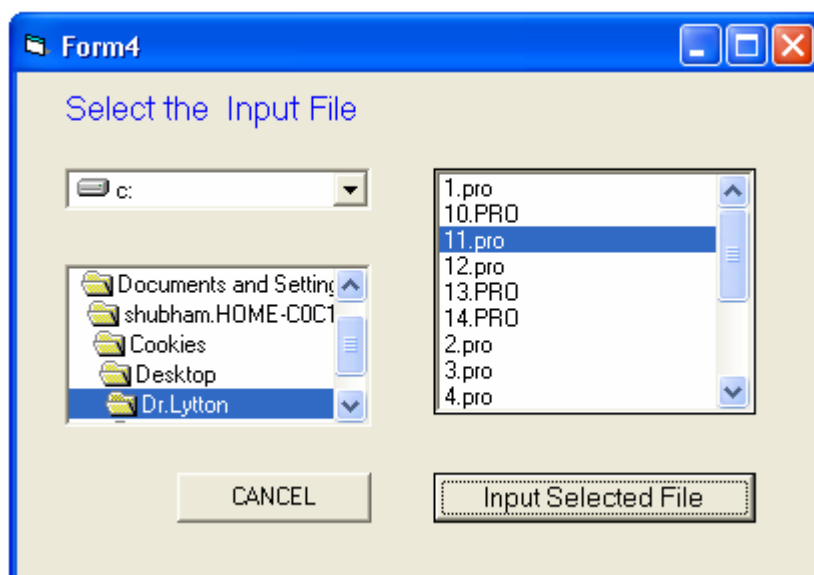 Form4
Select the Input File
c:
Documents and Setting
shubham.HOME-C0C1
Cookies
Desktop
Dr.Lytton
1.pro
10.PRO
11.pro
12.pro
13.PRO
14.PRO
2.pro
3.pro
4.pro
CANCEL
Input Selected File